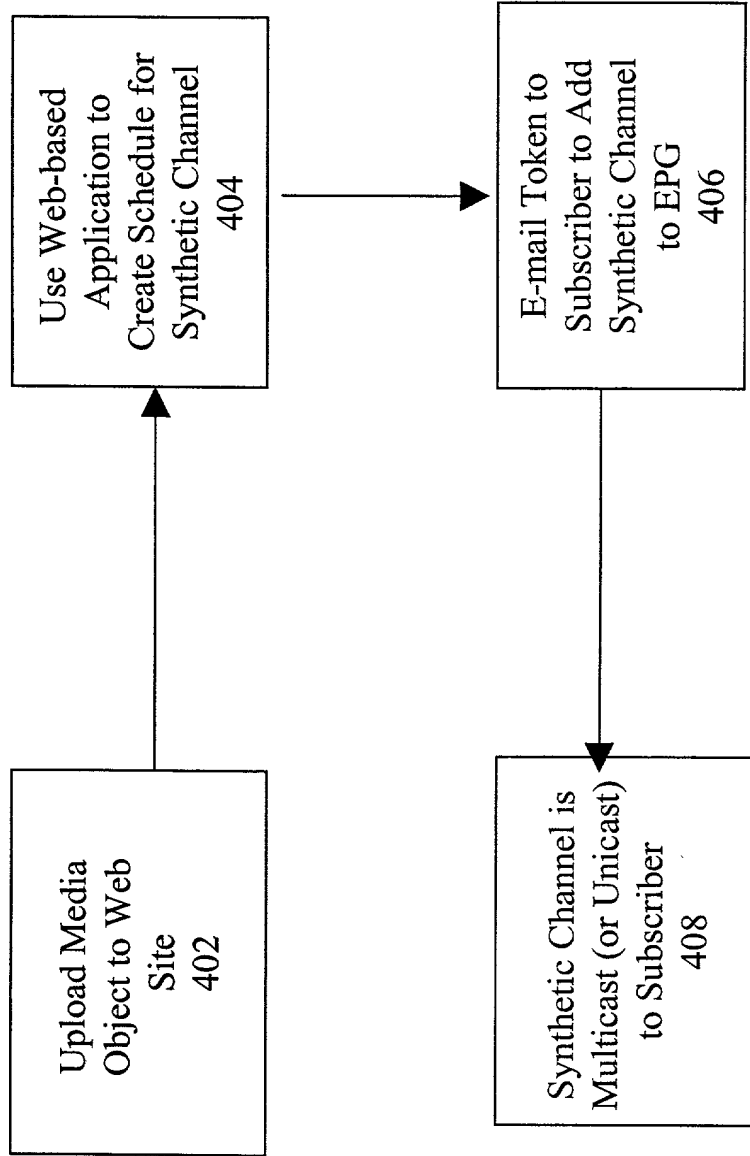 Upload Media
Object to Web
Site
402
Use Web-based
Application to
Create Schedule for
Synthetic Channel
404
E-mail Token to
Subscriber to Add
Synthetic Channel
to EPG
406
Synthetic Channel is
Multicast (or Unicast)
to Subscriber
408